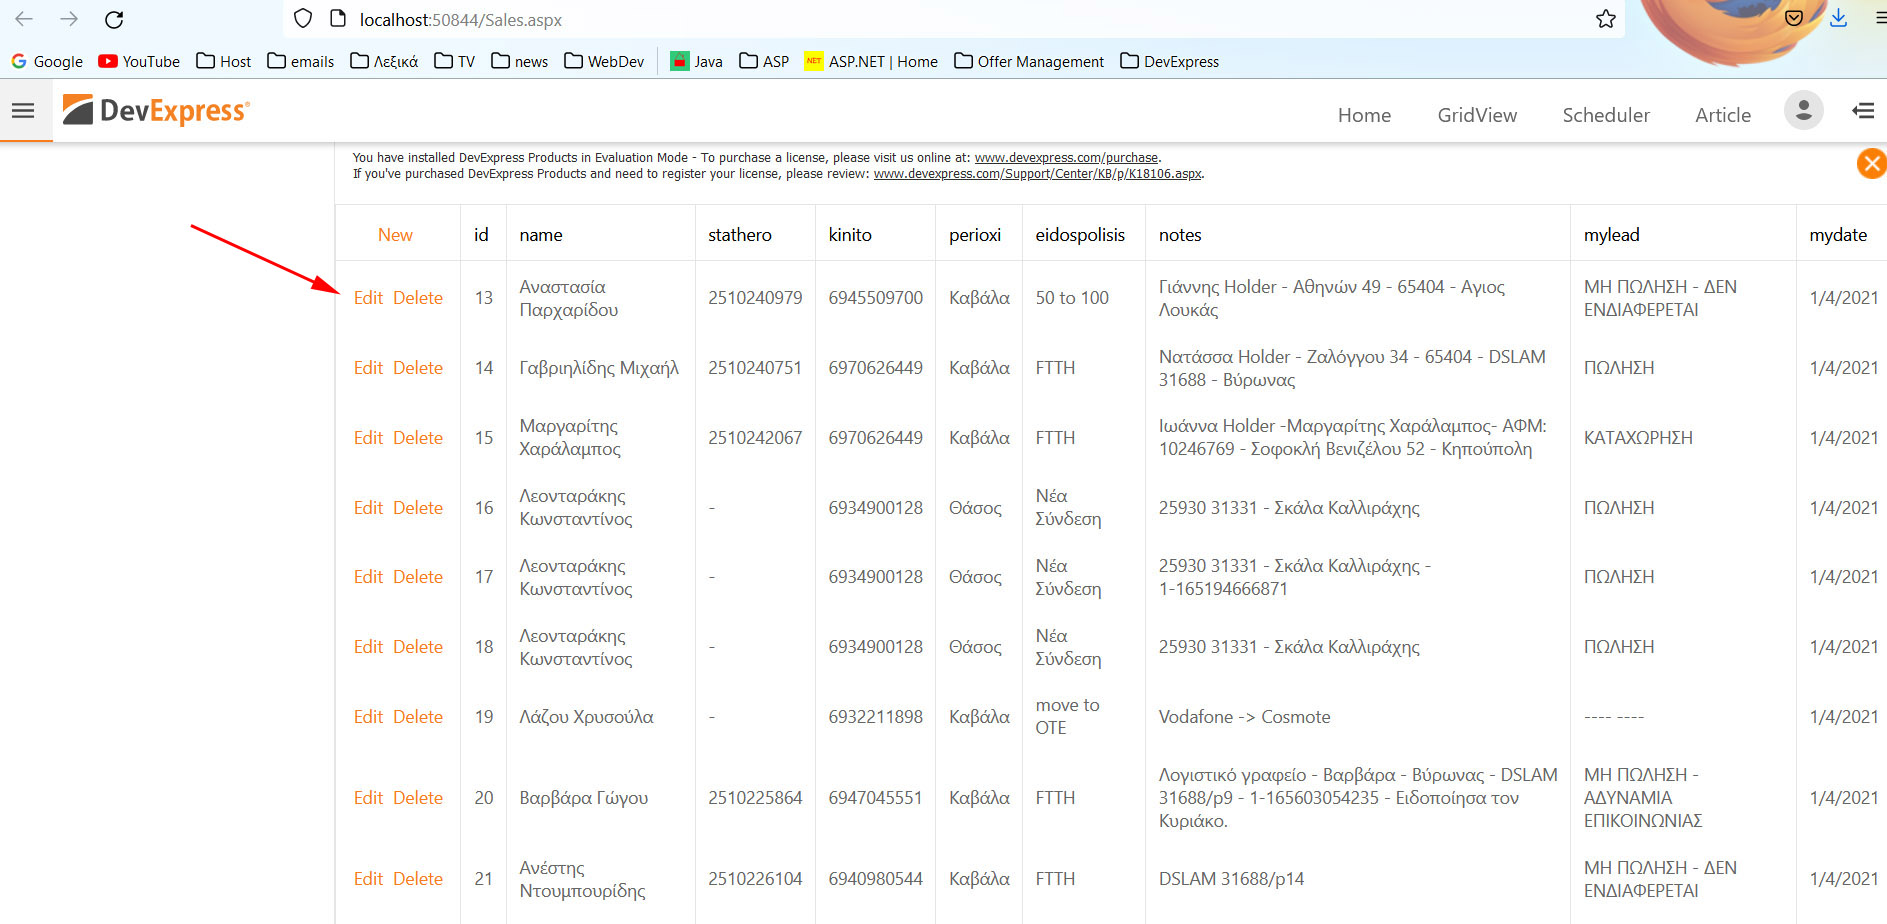 localhost:50844/Sales.aspx
Google YouTube Host emails Λεξικά TV news WebDev Java ASP NET ASP.NET | Home Offer Management DevExpress
DevExpress® Home GridView Scheduler Article
You have installed DevExpress Products in Evaluation Mode - To purchase a license, please visit us online at: www.devexpress.com/purchase.
If you've purchased DevExpress Products and need to register your license, please review: www.devexpress.com/Support/Center/KB/p/K18106.aspx.
New id name stathero kinito perioxi eidospolisis notes mylead mydate
Αναστασία Γιάννης Holder - Αθηνών 49 - 65404 - Αγιος ΜΗ ΠΩΛΗΣΗ - ΔΕΝ
Edit Delete 13 2510240979 6945509700 Καβάλα 50 to 100 1/4/2021
Παρχαρίδου Λουκάς ΕΝΔΙΑΦΕΡΕΤΑΙ
Νατάσσα Holder - Ζαλόγγου 34 - 65404 - DSLAM
Edit Delete 14 Γαβριηλίδης Μιχαήλ 2510240751 6970626449 Καβάλα FTTH ΠΩΛΗΣΗ 1/4/2021
31688 - Βύρωνας
Μαργαρίτης Ιωάννα Holder -Μαργαρίτης Χαράλαμπος- ΑΦΜ:
Edit Delete 15 2510242067 6970626449 Καβάλα FTTH ΚΑΤΑΧΩΡΗΣΗ 1/4/2021
Χαράλαμπος 10246769 - Σοφοκλή Βενιζέλου 52 - Κηπούπολη
Λεονταράκης Νέα
Edit Delete 16 - 6934900128 Θάσος 25930 31331 - Σκάλα Καλλιράχης ΠΩΛΗΣΗ 1/4/2021
Κωνσταντίνος Σύνδεση
Λεονταράκης Νέα 25930 31331 - Σκάλα Καλλιράχης -
Edit Delete 17 - 6934900128 Θάσος ΠΩΛΗΣΗ 1/4/2021
Κωνσταντίνος Σύνδεση 1-165194666871
Λεονταράκης Νέα
Edit Delete 18 - 6934900128 Θάσος 25930 31331 - Σκάλα Καλλιράχης ΠΩΛΗΣΗ 1/4/2021
Κωνσταντίνος Σύνδεση
move to
Edit Delete 19 Λάζου Χρυσούλα - 6932211898 Καβάλα Vodafone -> Cosmote ---- ---- 1/4/2021
OTE
Λογιστικό γραφείο - Βαρβάρα - Βύρωνας - DSLAM ΜΗ ΠΩΛΗΣΗ -
Edit Delete 20 Βαρβάρα Γώγου 2510225864 6947045551 Καβάλα FTTH 31688/p9 - 1-165603054235 - Ειδοποίησα τον ΑΔΥΝΑΜΙΑ 1/4/2021
Κυριάκο. ΕΠΙΚΟΙΝΩΝΙΑΣ
Ανέστης ΜΗ ΠΩΛΗΣΗ - ΔΕΝ
Edit Delete 21 2510226104 6940980544 Καβάλα FTTH DSLAM 31688/p14 1/4/2021
Ντουμπουρίδης ΕΝΔΙΑΦΕΡΕΤΑΙ